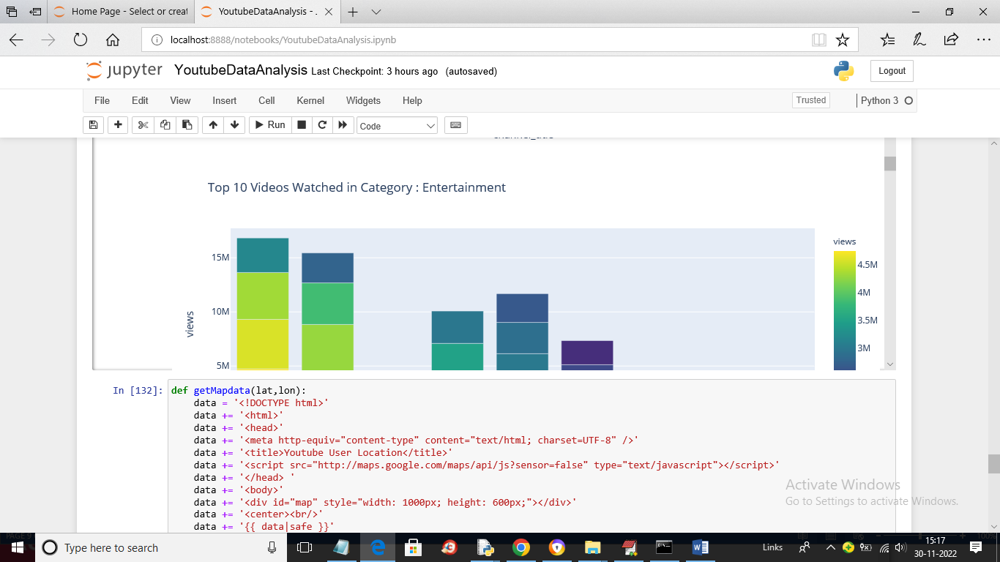 Home Page - Select or creat
YoutubeDataAnalysis - .
localhost:8888/notebooks/YoutubeDataAnalysis.ipynb
jupyter YoutubeDataAnalysis Last Checkpoint: 3 hours ago (autosaved)
Logout
File Edit View Insert Cell Kernel Widgets Help
Trusted Python 3
Run Code
Top 10 Videos Watched in Category : Entertainment
views
15M
10M
5M
views
4.5M
4M
3.5M
3M
In [132]: def getMapdata(lat,lon):
data = '<!DOCTYPE html>'
data += '<html>'
data += '<head>'
data += '<meta http-equiv="content-type" content="text/html; charset=UTF-8" />'
data += '<title>Youtube User Location</title>'
data += '<script src="http://maps.google.com/maps/api/js?sensor=false" type="text/javascript"></script>'
data += '</head> '
data += '<body>'
data += '<div id="map" style="width: 1000px; height: 600px;"></div>'
data += '<center><br/>'
data += '{{ data|safe }}'
Activate Windows
Go to Settings to activate Windows.
Type here to search
Links
15:17
30-11-2022